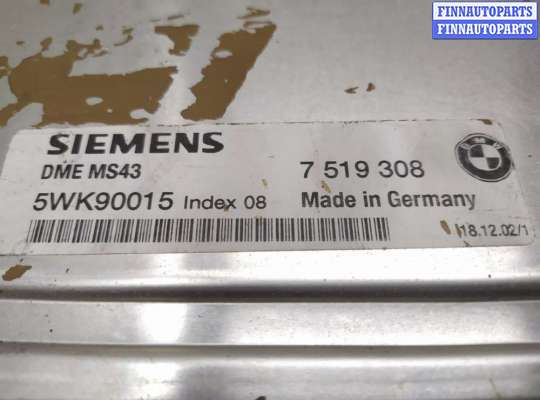 FINNAUTOPARTS
FINNAUTOPARTS
SIEMENS
DME MS43
7 519 308
5WK90015 Index 08
Made in Germany
18.12.02/1